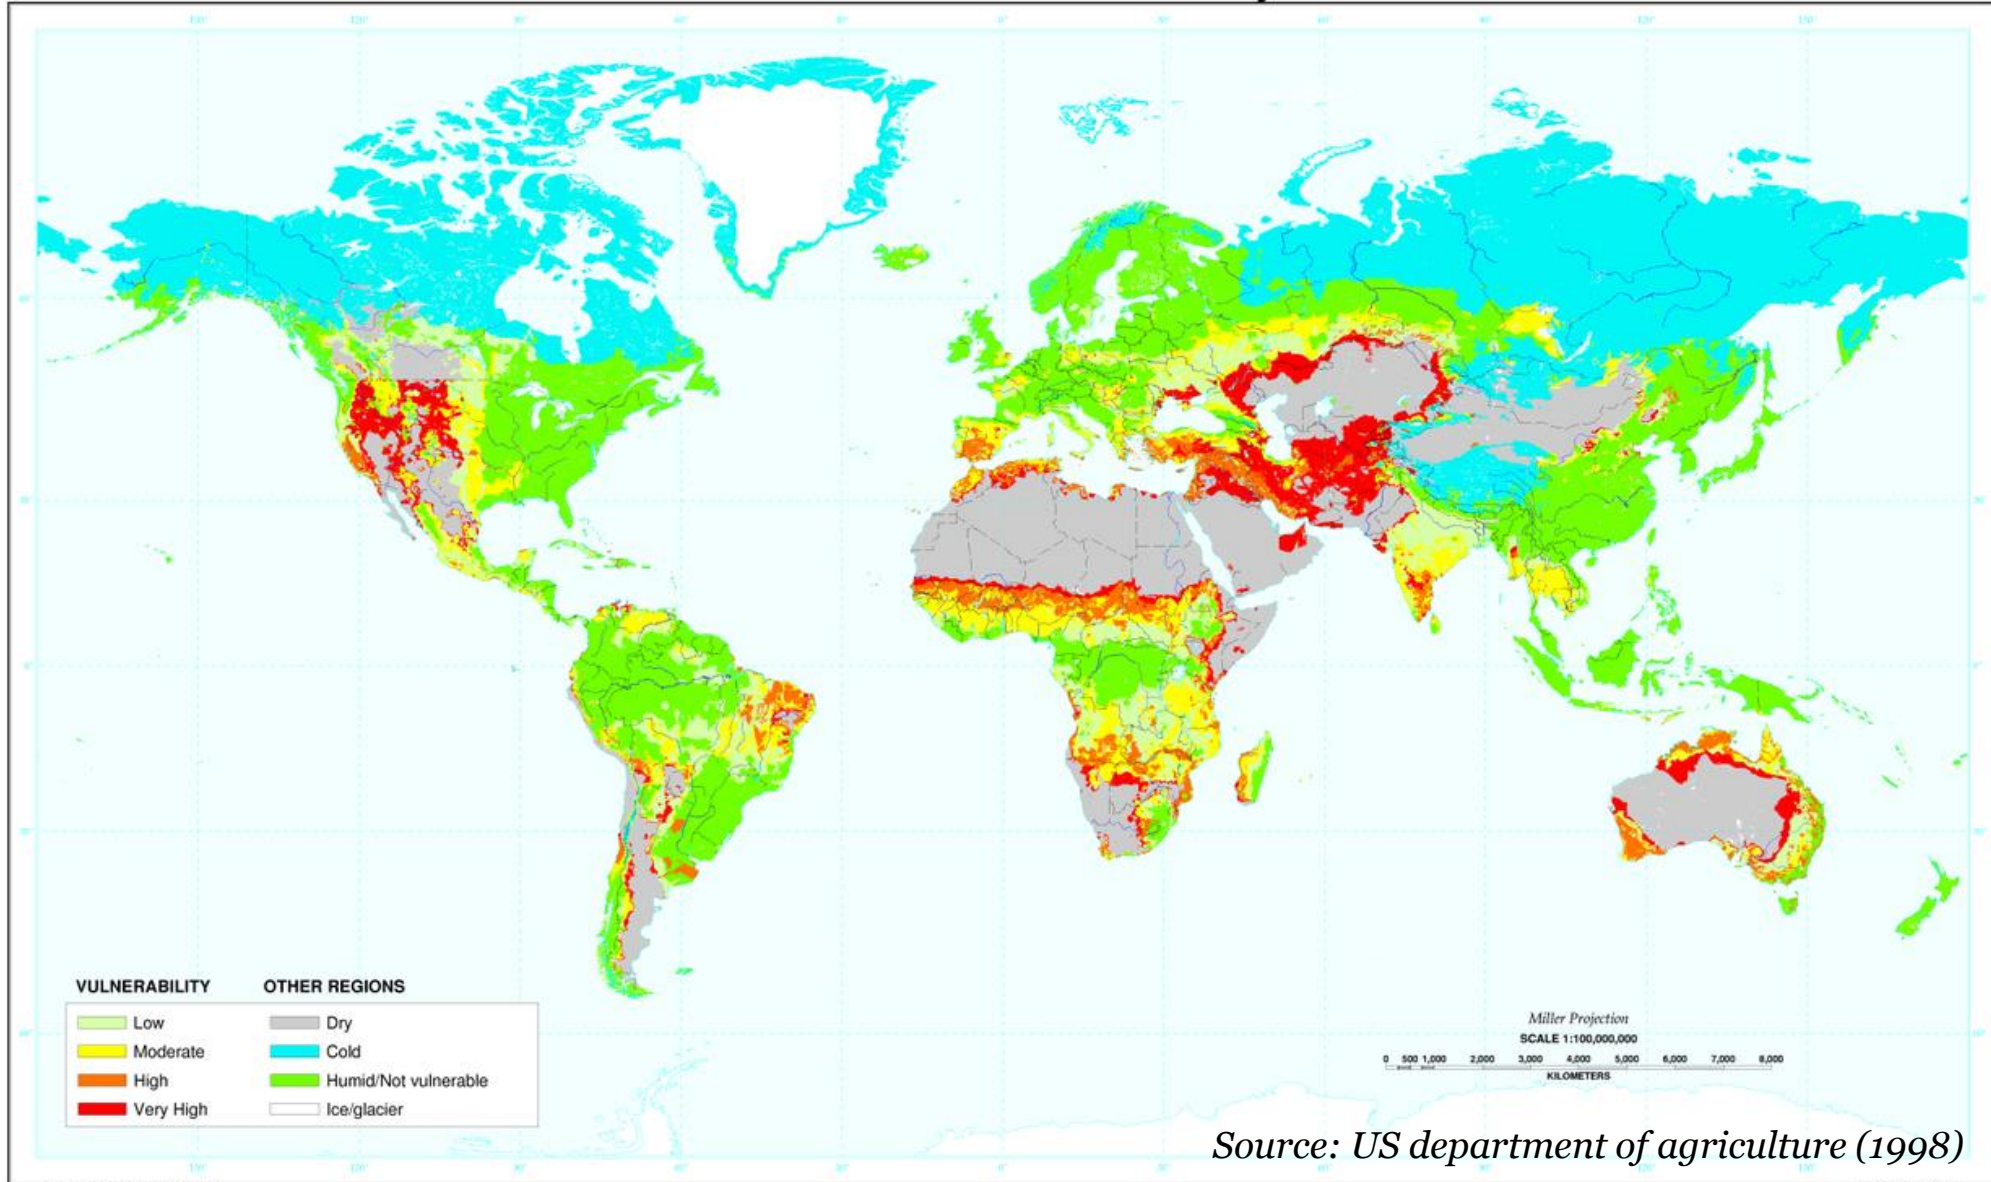 VULNERABILITY
OTHER REGIONS
Low
Dry
Moderate
Cold
High
Humid/Not vulnerable
Very High
Ice/glacier
Miller Projection
SCALE 1:100,000,000
0 500 1,000 2,000 3,000 4,000 5,000 6,000 7,000 8,000
KILOMETERS
Source: US department of agriculture (1998)